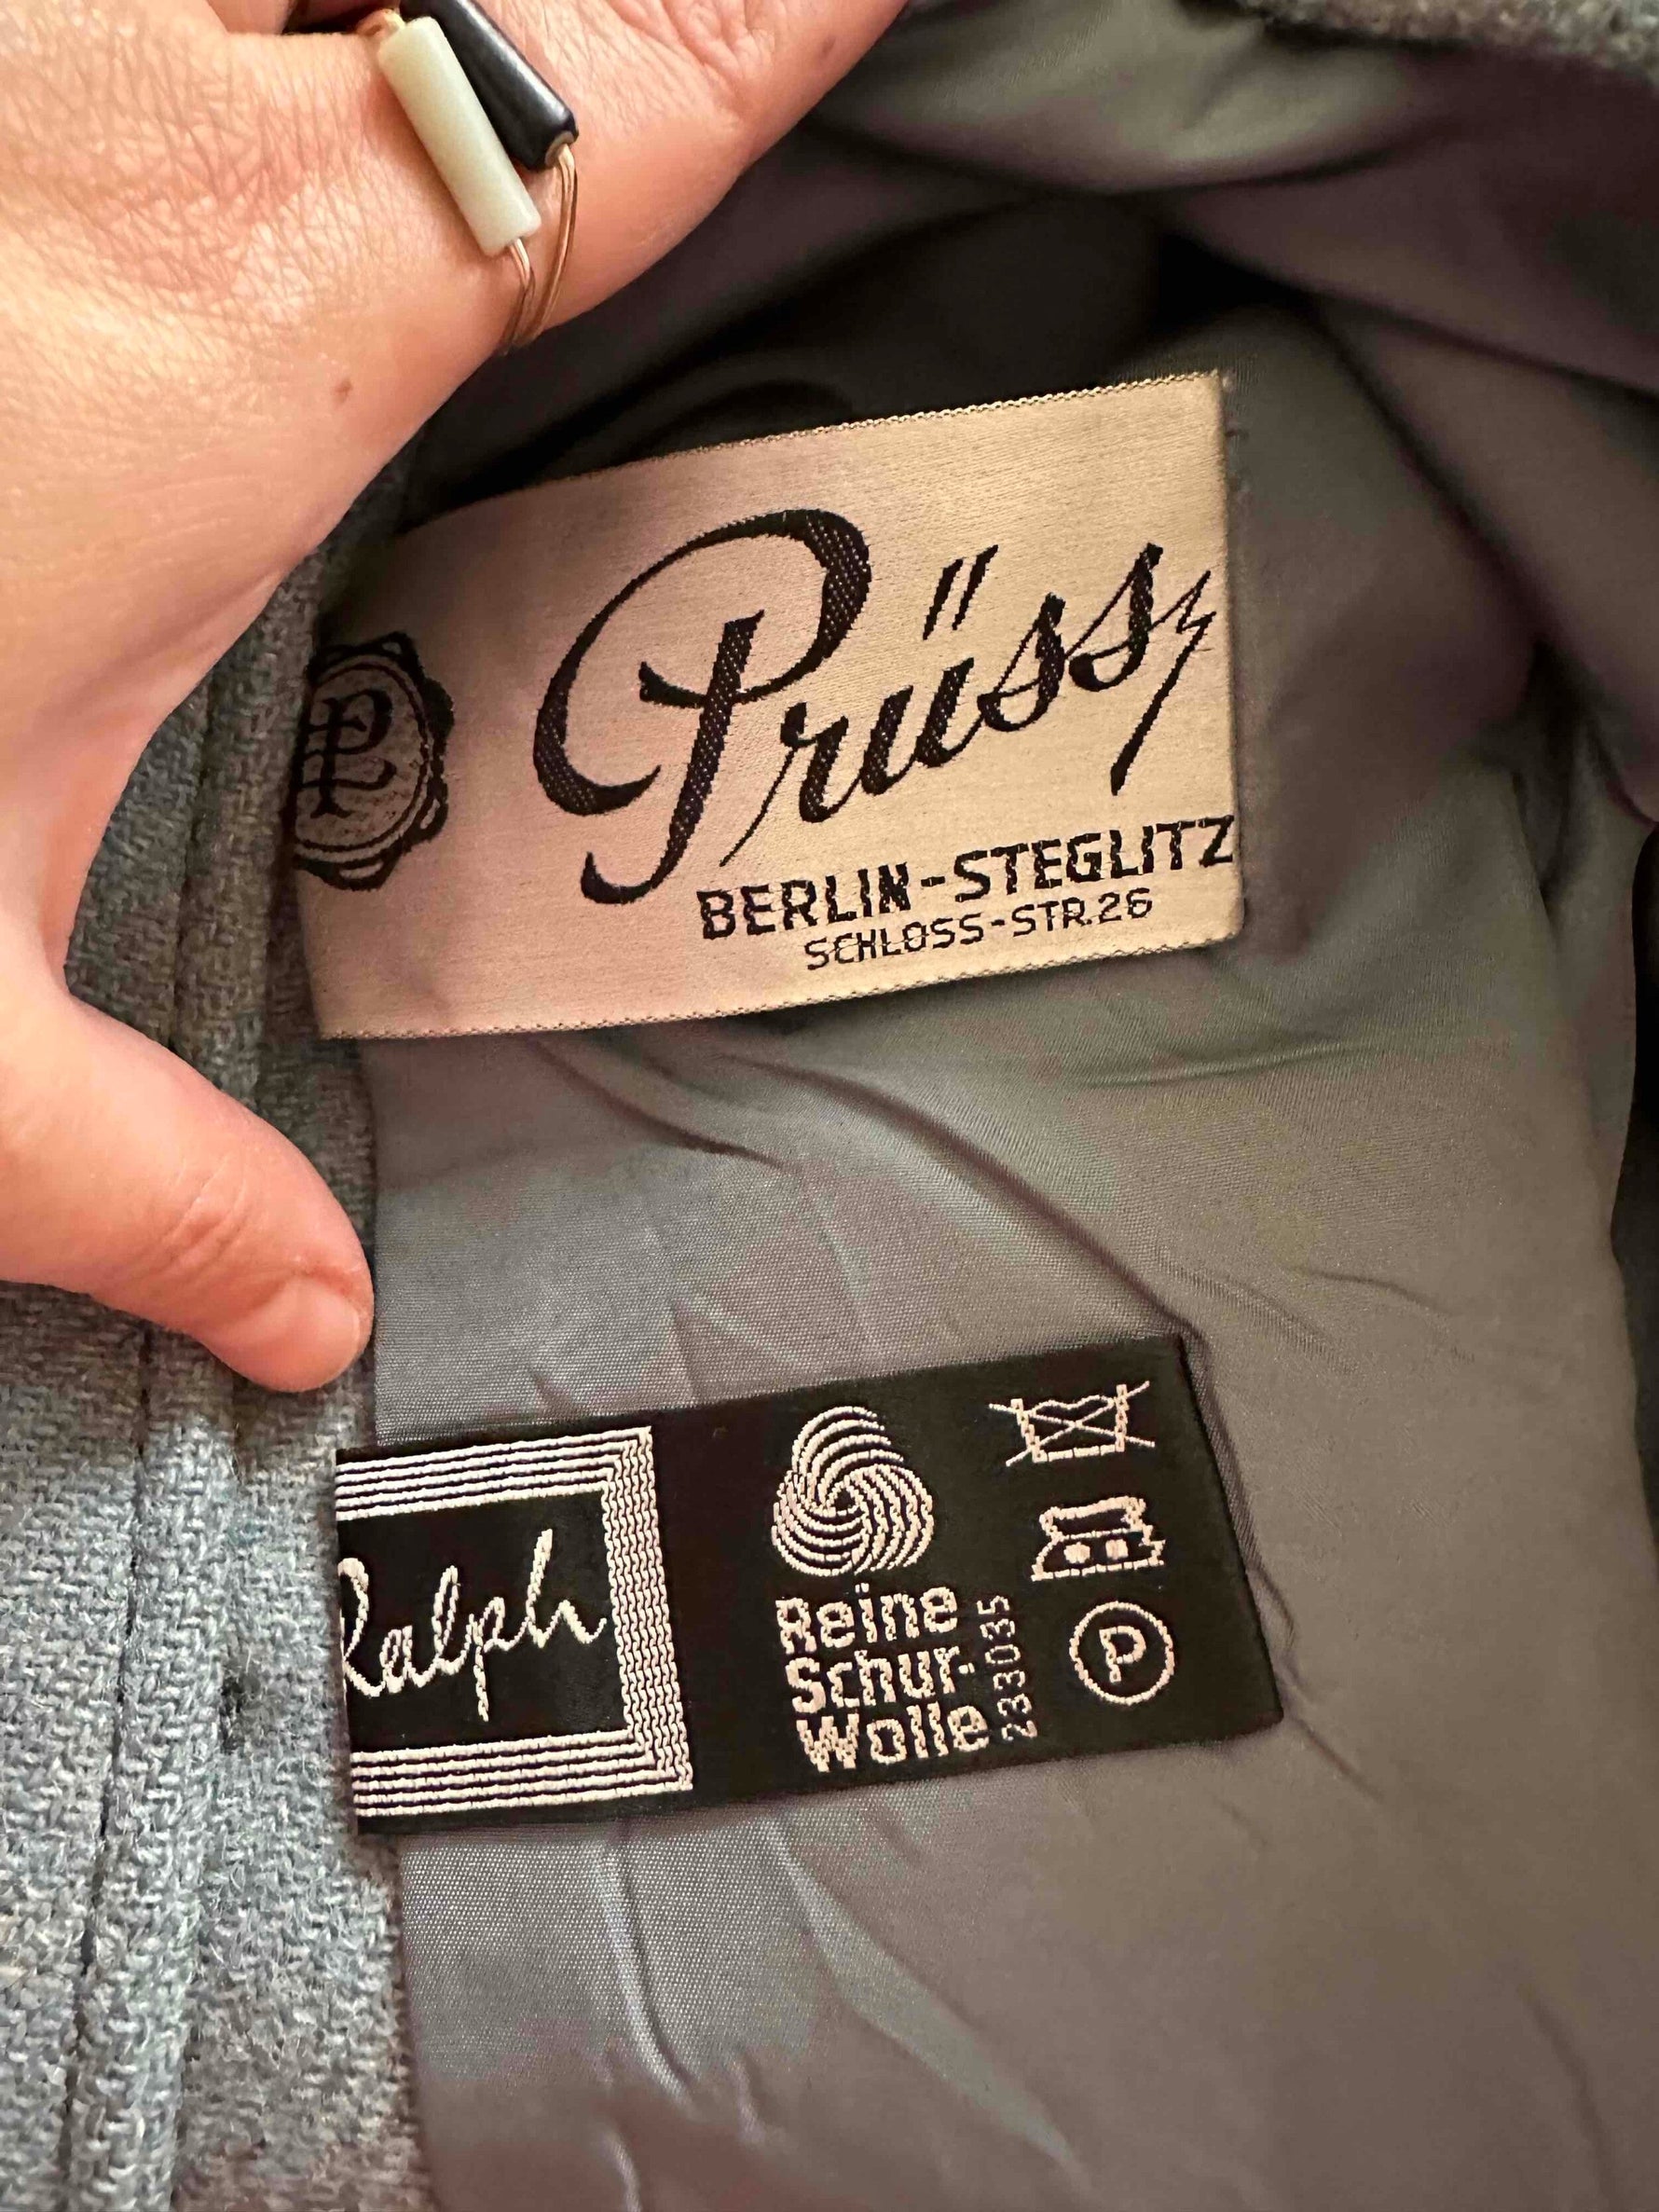 Prüss
BERLIN-STEGLITZ
SCHLOSS-STR.26
Ralph
Reine
Schur-
Wolle
233035
P